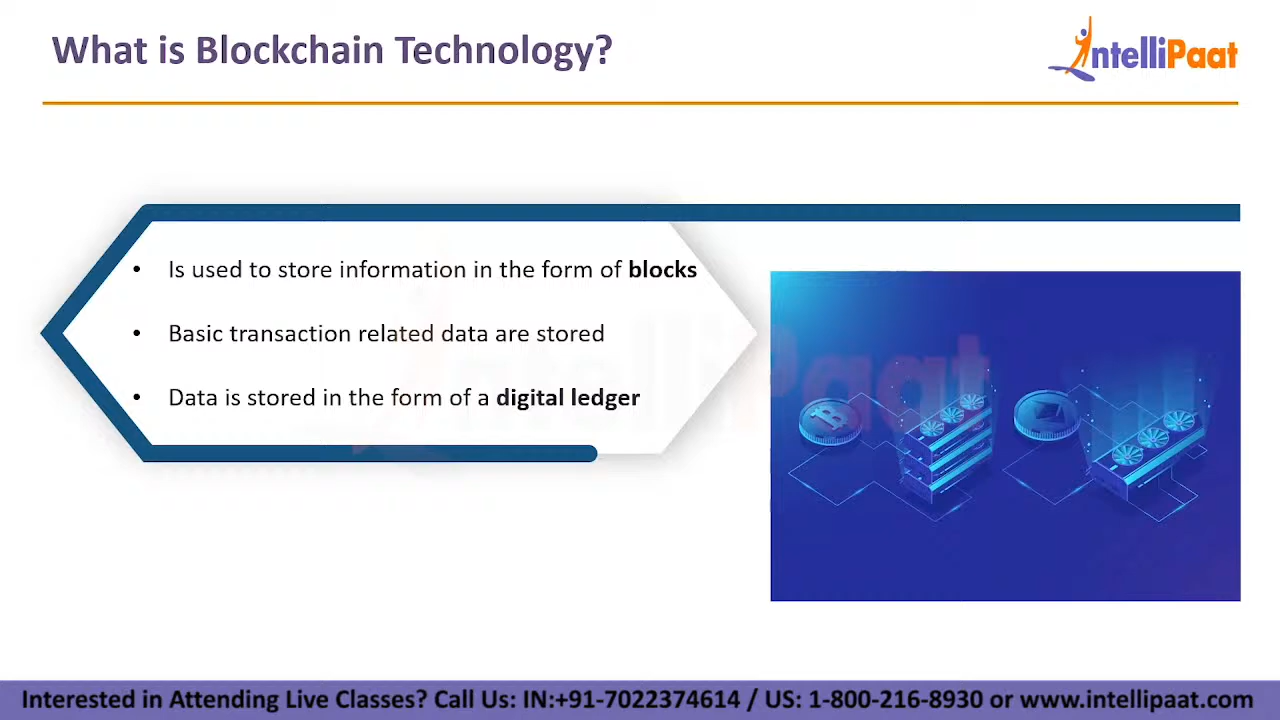 What is Blockchain Technology?
IntelliPaat
• Is used to store information in the form of blocks
• Basic transaction related data are stored
• Data is stored in the form of a digital ledger
IntelliPaat
Interested in Attending Live Classes? Call Us: IN:+91-7022374614 / US: 1-800-216-8930 or www.intellipaat.com